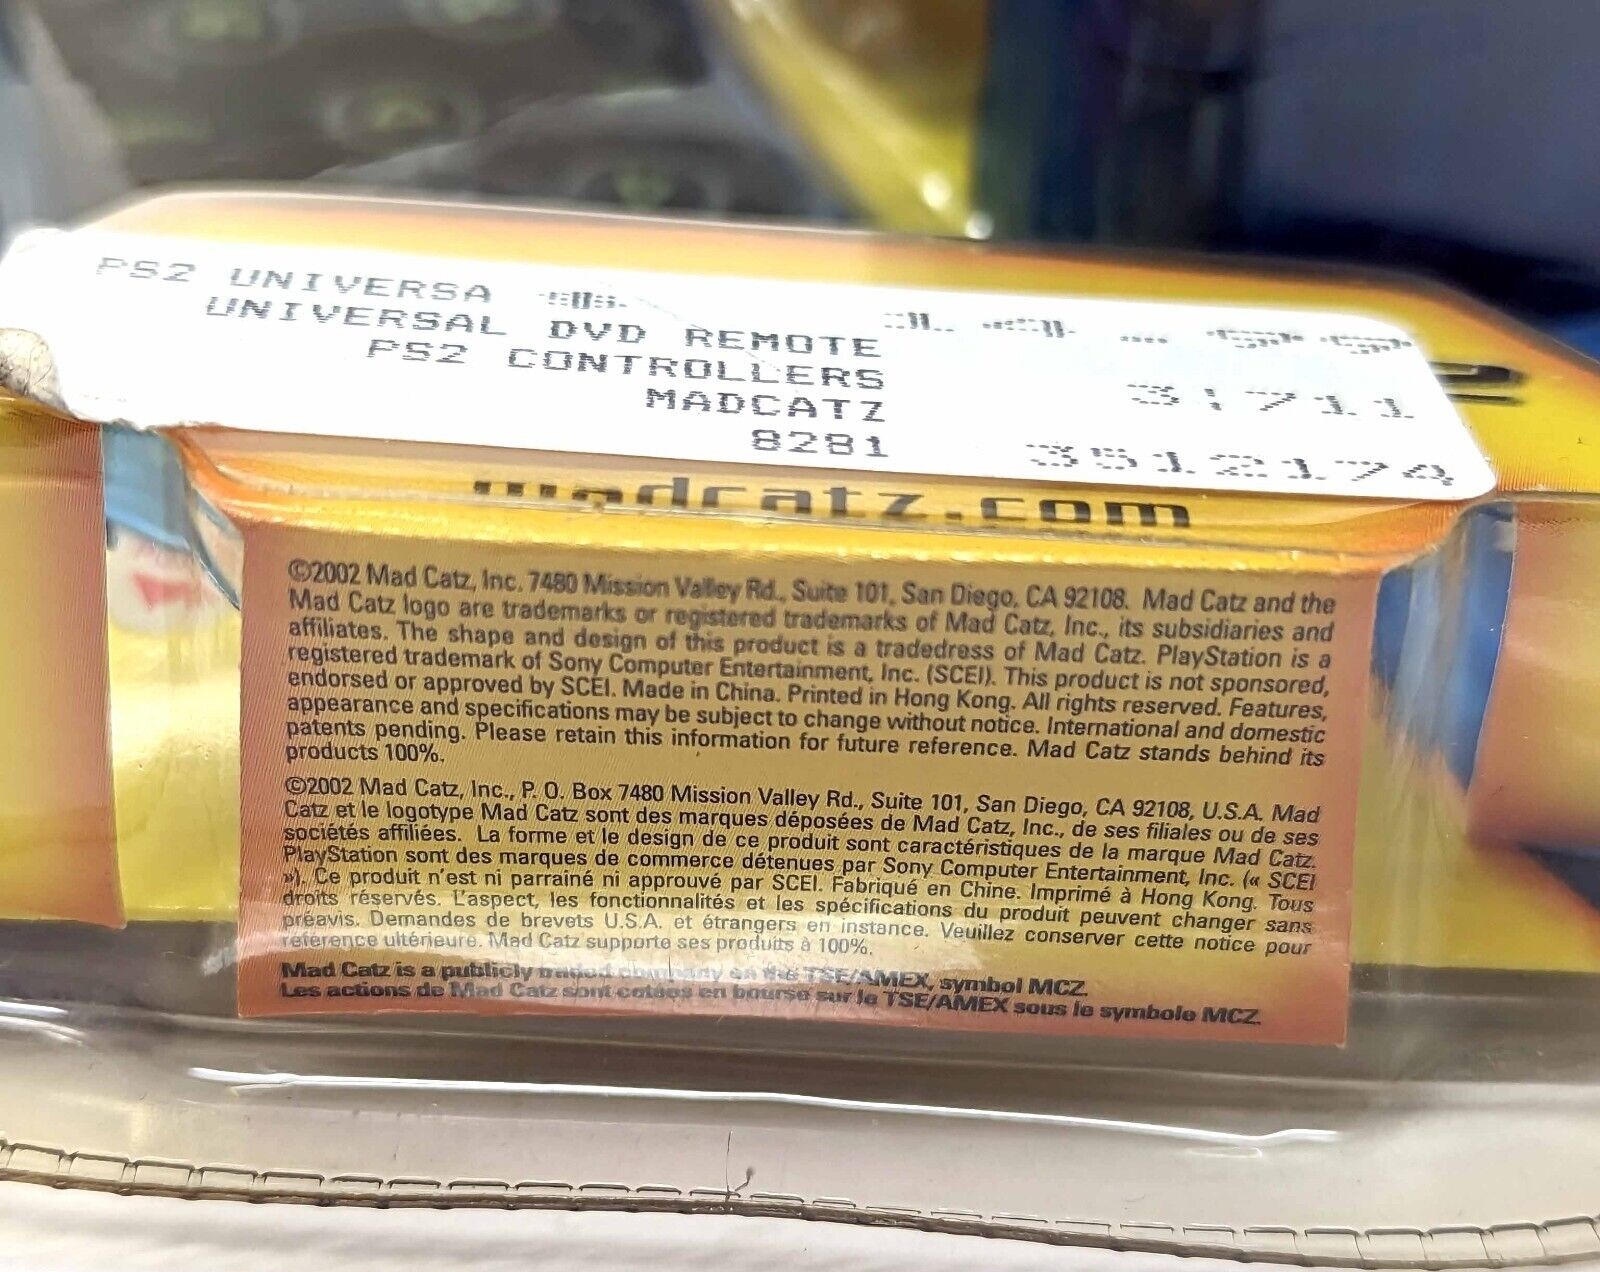 PS2 UNIVERSA
UNIVERSAL DVD REMOTE
PS2 CONTROLLERS
MADCATZ
8281
3512174
2
madcatz.com
©2002 Mad Catz, Inc. 7480 Mission Valley Rd., Suite 101, San Diego, CA 92108. Mad Catz and the
Mad Catz logo are trademarks or registered trademarks of Mad Catz, Inc., its subsidiaries and
affiliates. The shape and design of this product is a tradedress of Mad Catz. PlayStation is a
registered trademark of Sony Computer Entertainment, Inc. (SCEI). This product is not sponsored,
endorsed or approved by SCEI. Made in China. Printed in Hong Kong. All rights reserved. Features,
appearance and specifications may be subject to change without notice. International and domestic
patents pending. Please retain this information for future reference. Mad Catz stands behind its
products 100%.
©2002 Mad Catz, Inc., P. O. Box 7480 Mission Valley Rd., Suite 101, San Diego, CA 92108, U.S.A. Mad
Catz et le logotype Mad Catz sont des marques déposées de Mad Catz, Inc., de ses filiales ou de ses
sociétés affiliées. La forme et le design de ce produit sont caractéristiques de la marque Mad Catz.
PlayStation sont des marques de commerce détenues par Sony Computer Entertainment, Inc. (« SCEI
»). Ce produit n'est ni parrainé ni approuvé par SCEI. Fabriqué en Chine. Imprimé à Hong Kong. Tous
droits réservés. L'aspect, les fonctionnalités et les spécifications du produit peuvent changer sans
préavis. Demandes de brevets U.S.A. et étrangers en instance. Veuillez conserver cette notice pour
référence ultérieure. Mad Catz supporte ses produits à 100%.
Mad Catz is a publicly traded company on the TSE/AMEX, symbol MCZ.
Les actions de Mad Catz sont cotées en bourse sur le TSE/AMEX sous le symbole MCZ.